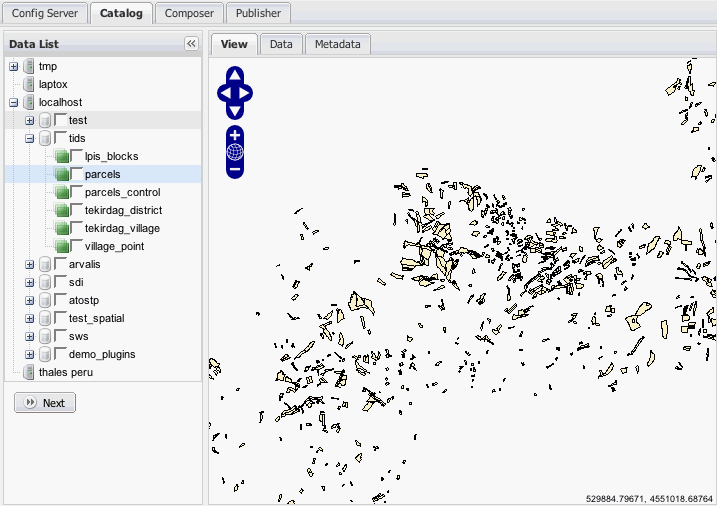 Config Server Catalog Composer Publisher
Data List
tmp
laptox
localhost
test
tids
lpis_blocks
parcels
parcels_control
tekirdag_district
tekirdag_village
village_point
arvalis
sdi
atostp
test_spatial
sws
demo_plugins
thales peru
Next
View Data Metadata
529884.79671, 4551018.68764